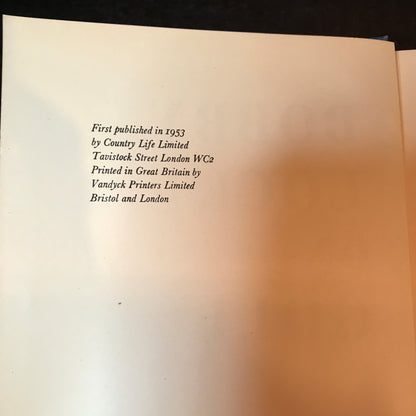 First published in 1953
by Country Life Limited
Tavistock Street London WC2
Printed in Great Britain by
Vandyck Printers Limited
Bristol and London